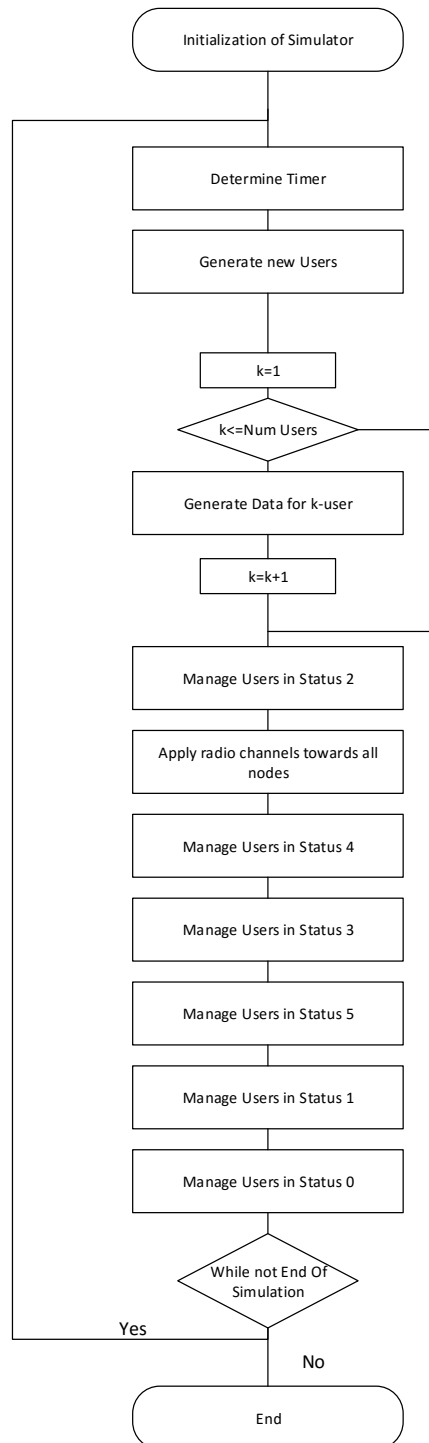 Initialization of Simulator
Determine Timer
Generate new Users
k=1
k<=Num Users
Generate Data for k-user
k=k+1
Manage Users in Status 2
Apply radio channels towards all
nodes
Manage Users in Status 4
Manage Users in Status 3
Manage Users in Status 5
Manage Users in Status 1
Manage Users in Status 0
While not End Of
Simulation
Yes
No
End